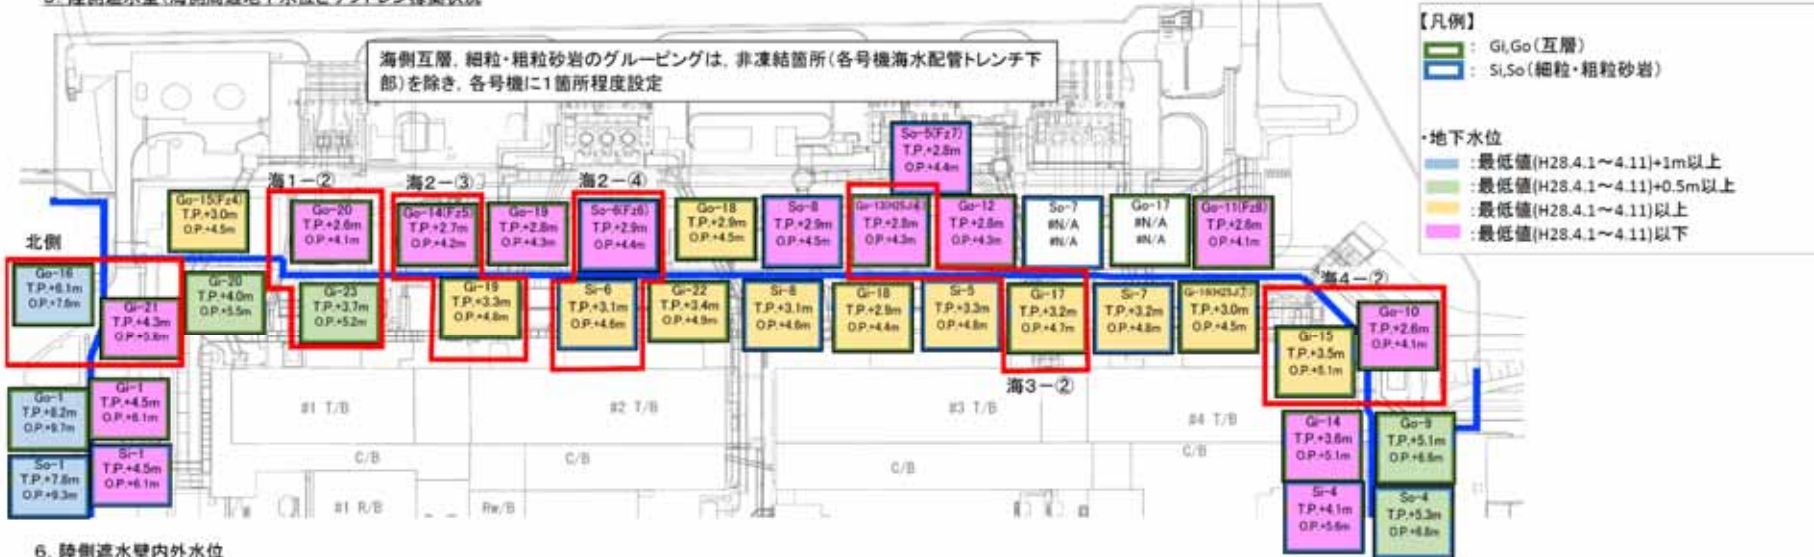 海側互層，細粒・粗粒砂岩のグルーピングは，非凍結箇所（各号機海水配管トレンチ下
部）を除き，各号機に1箇所程度設定
【凡例】
: Gi,Go（互層）
: Si,So（細粒・粗粒砂岩）
・地下水位
:最低値(H28.4.1～4.11)+1m以上
:最低値(H28.4.1～4.11)+0.5m以上
:最低値(H28.4.1～4.11)以上
:最低値(H28.4.1～4.11)以下
So-5(Fz7)
T.P.+2.8m
O.P.+4.4m
海1－②
海2－③
海2－④
Go-15(Fz4)
T.P.+3.0m
O.P.+4.5m
Go-20
T.P.+2.6m
O.P.+4.1m
Go-14(Fz5)
T.P.+2.7m
O.P.+4.2m
Go-19
T.P.+2.8m
O.P.+4.3m
So-6(Fz6)
T.P.+2.9m
O.P.+4.4m
Go-18
T.P.+2.9m
O.P.+4.5m
So-8
T.P.+2.9m
O.P.+4.5m
T.P.+2.8m
O.P.+4.3m
Go-12
T.P.+2.8m
O.P.+4.3m
So-7
#N/A
#N/A
Go-17
#N/A
#N/A
Go-11(Fz8)
T.P.+2.6m
O.P.+4.1m
北側
Go-16
T.P.+6.1m
O.P.+7.6m
Gi-21
T.P.+4.3m
O.P.+5.8m
Gi-20
T.P.+4.0m
O.P.+5.5m
Gi-23
T.P.+3.7m
O.P.+5.2m
Gi-19
T.P.+3.3m
O.P.+4.8m
Si-6
T.P.+3.1m
O.P.+4.6m
Gi-22
T.P.+3.4m
O.P.+4.9m
Si-8
T.P.+3.1m
O.P.+4.6m
Gi-18
T.P.+2.9m
O.P.+4.4m
Si-5
T.P.+3.3m
O.P.+4.8m
Gi-17
T.P.+3.2m
O.P.+4.7m
Si-7
T.P.+3.2m
O.P.+4.8m
T.P.+3.0m
O.P.+4.5m
海4－②
Gi-15
T.P.+3.5m
O.P.+5.1m
Go-10
T.P.+2.6m
O.P.+4.1m
海3－②
Go-1
T.P.+8.2m
O.P.+9.7m
Gi-1
T.P.+4.5m
O.P.+6.1m
So-1
T.P.+7.8m
O.P.+9.3m
Si-1
T.P.+4.5m
O.P.+6.1m
#1 T/B
#2 T/B
#3 T/B
#4 T/B
C/B
C/B
C/B
C/B
#1 R/B
Rw/B
Gi-14
T.P.+3.6m
O.P.+5.1m
Go-9
T.P.+5.1m
O.P.+6.6m
Si-4
T.P.+4.1m
O.P.+5.6m
So-4
T.P.+5.3m
O.P.+6.8m
6．陸側遮水壁内外水位